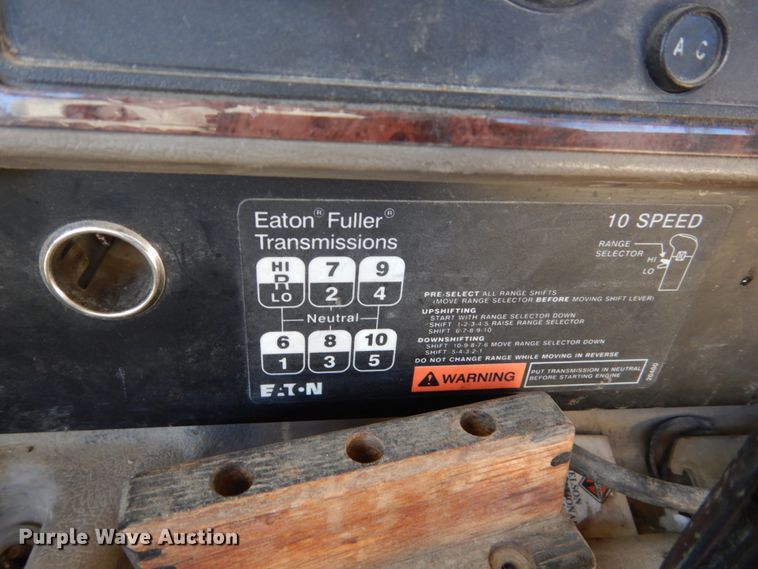 A C
Eaton® Fuller®
Transmissions
10 SPEED
RANGE
SELECTOR
HI
LO
HI 7 9
R
LO 2 4
Neutral
6 8 10
1 3 5
EATON
PRE-SELECT ALL RANGE SHIFTS
(MOVE RANGE SELECTOR BEFORE MOVING SHIFT LEVER)
UPSHIFTING
START WITH RANGE SELECTOR DOWN
SHIFT 1-2-3-4-5 RAISE RANGE SELECTOR
SHIFT 6-7-8-9-10
DOWNSHIFTING
SHIFT 10-9-8-7-6 MOVE RANGE SELECTOR DOWN
SHIFT 5-4-3-2-1
DO NOT CHANGE RANGE WHILE MOVING IN REVERSE
WARNING
PUT TRANSMISSION IN NEUTRAL
BEFORE STARTING ENGINE
Purple Wave Auction